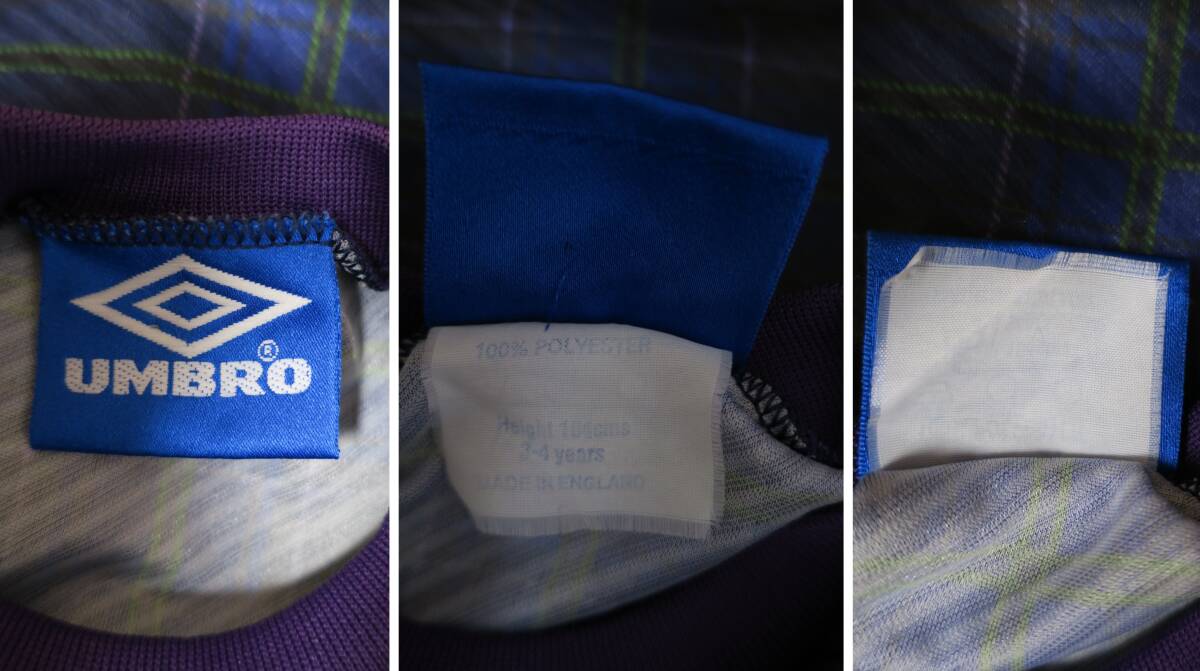 UMBRO®
100% POLYESTER
Height 104cms
3-4 years
MADE IN ENGLAND